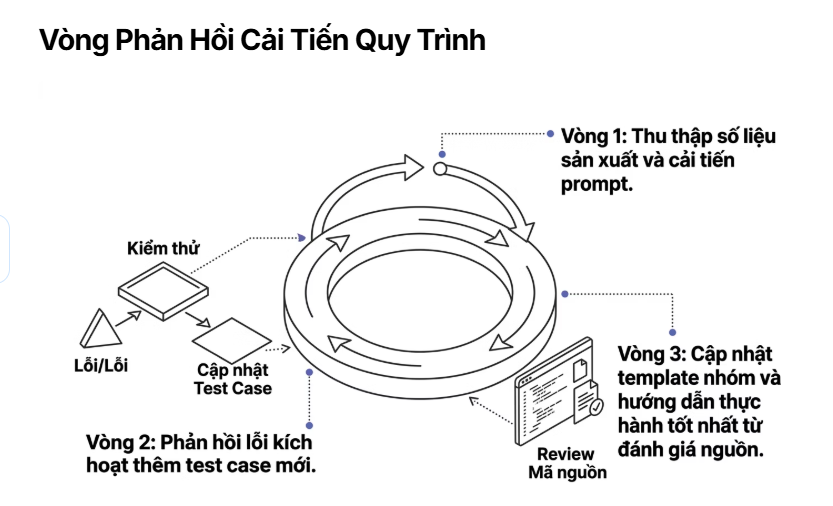 Vòng Phản Hồi Cải Tiến Quy Trình
Vòng 1: Thu thập số liệu
sản xuất và cải tiến
prompt.
Kiểm thử
Lỗi/Lỗi
Cập nhật
Test Case
Vòng 2: Phản hồi lỗi kích
hoạt thêm test case mới.
Vòng 3: Cập nhật
template nhóm và
hướng dẫn thực
hành tốt nhất từ
đánh giá nguồn.
Review
Mã nguồn